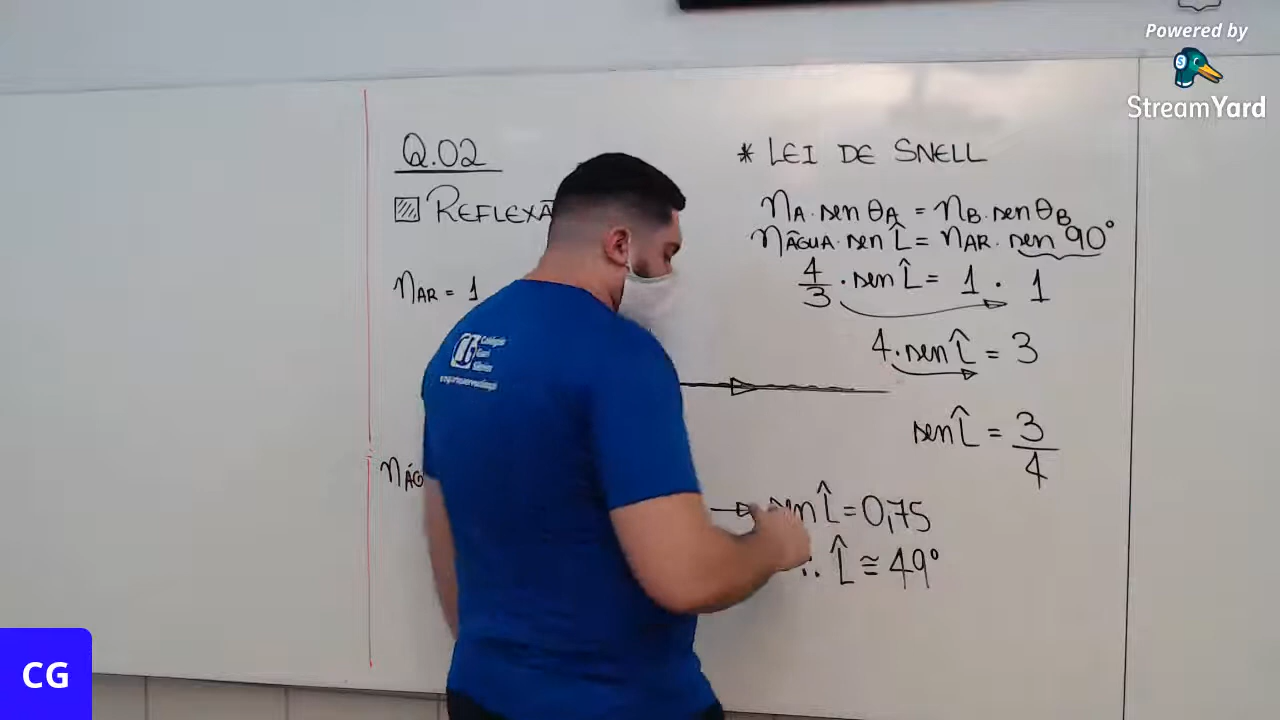 Powered by
StreamYard
Q.02
REFLEXÃ
nAR = 1
nÁG
* LEI DE SNELL
nA · sen θA = nB · sen θB
nÁGUA · sen L̂ = nAR · sen 90°
4/3 · sen L̂ = 1 · 1
4 · sen L̂ = 3
sen L̂ = 3/4
sen L̂ = 0,75
∴ L̂ ≅ 49°
CG